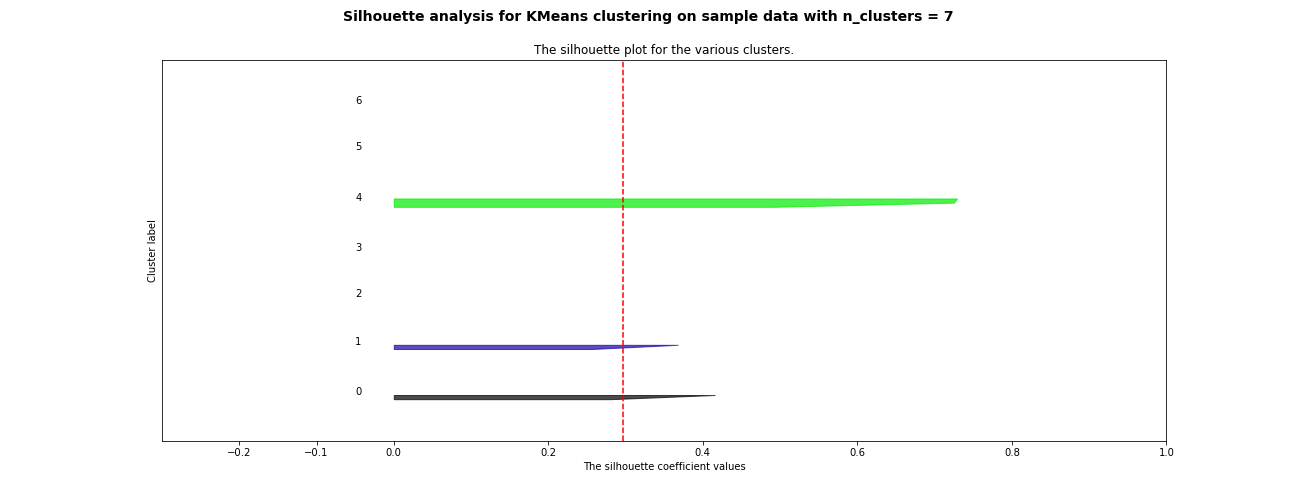 Silhouette analysis for KMeans clustering on sample data with n_clusters = 7
The silhouette plot for the various clusters.
6
5
4
3
2
1
0
Cluster label
−0.2 −0.1 0.0 0.2 0.4 0.6 0.8 1.0
The silhouette coefficient values